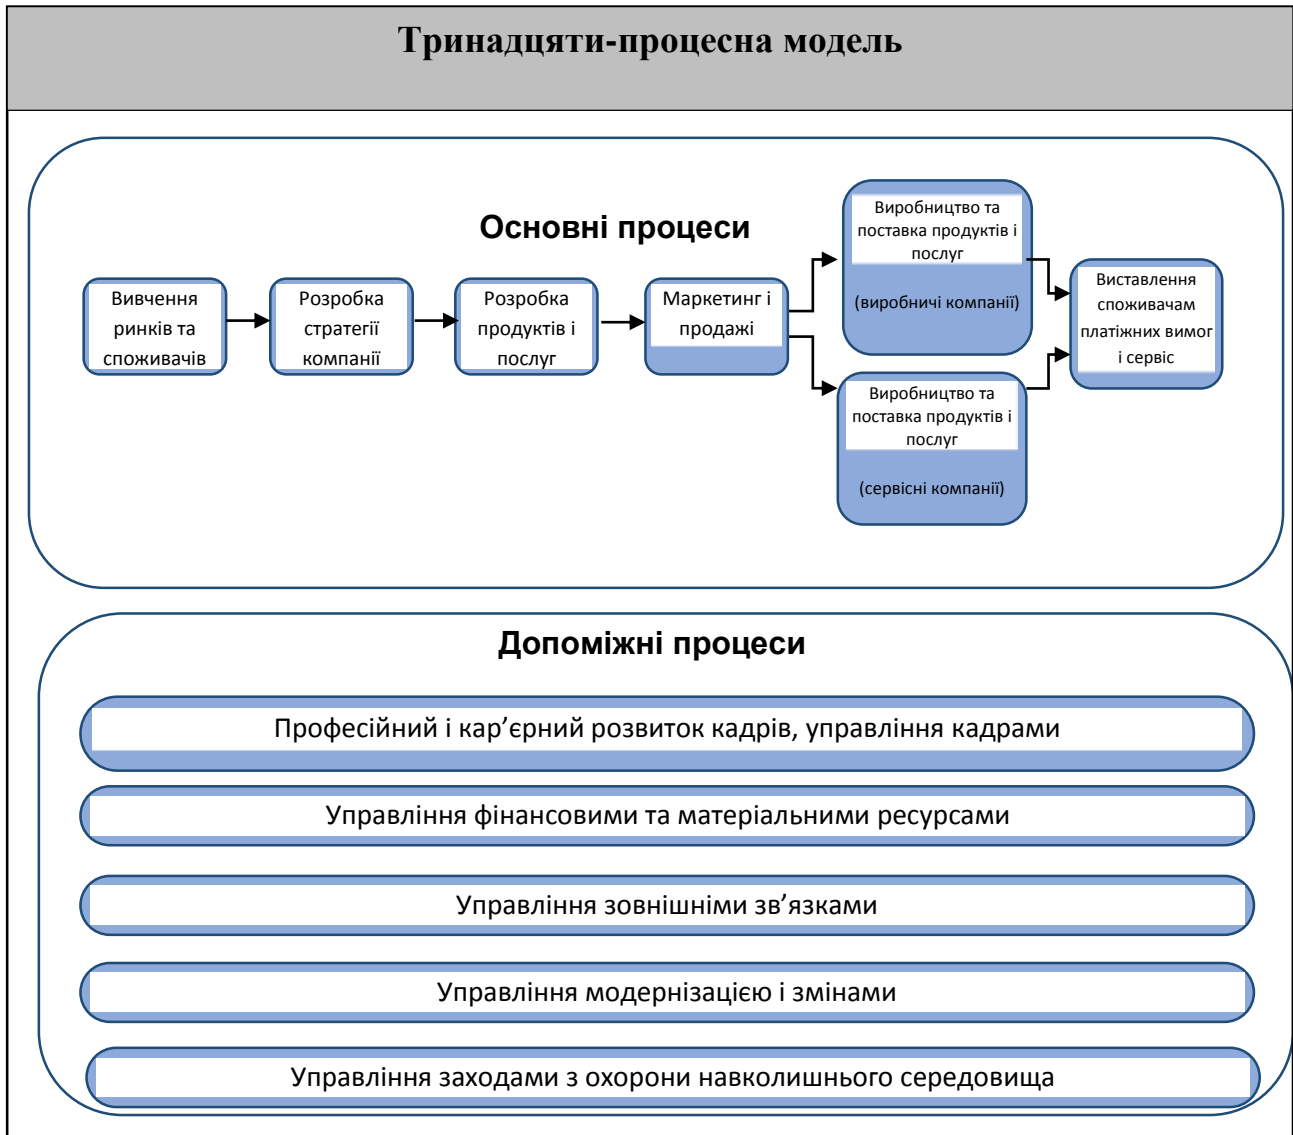 Тринадцяти-процесна модель
Основні процеси
Вивчення
ринків та
споживачів
Розробка
стратегії
компанії
Розробка
продуктів і
послуг
Маркетинг і
продажі
Виробництво та
поставка продуктів і
послуг
(виробничі компанії)
Виробництво та
поставка продуктів і
послуг
(сервісні компанії)
Виставлення
споживачам
платіжних вимог
і сервіс
Допоміжні процеси
Професійний і кар’єрний розвиток кадрів, управління кадрами
Управління фінансовими та матеріальними ресурсами
Управління зовнішніми зв’язками
Управління модернізацією і змінами
Управління заходами з охорони навколишнього середовища